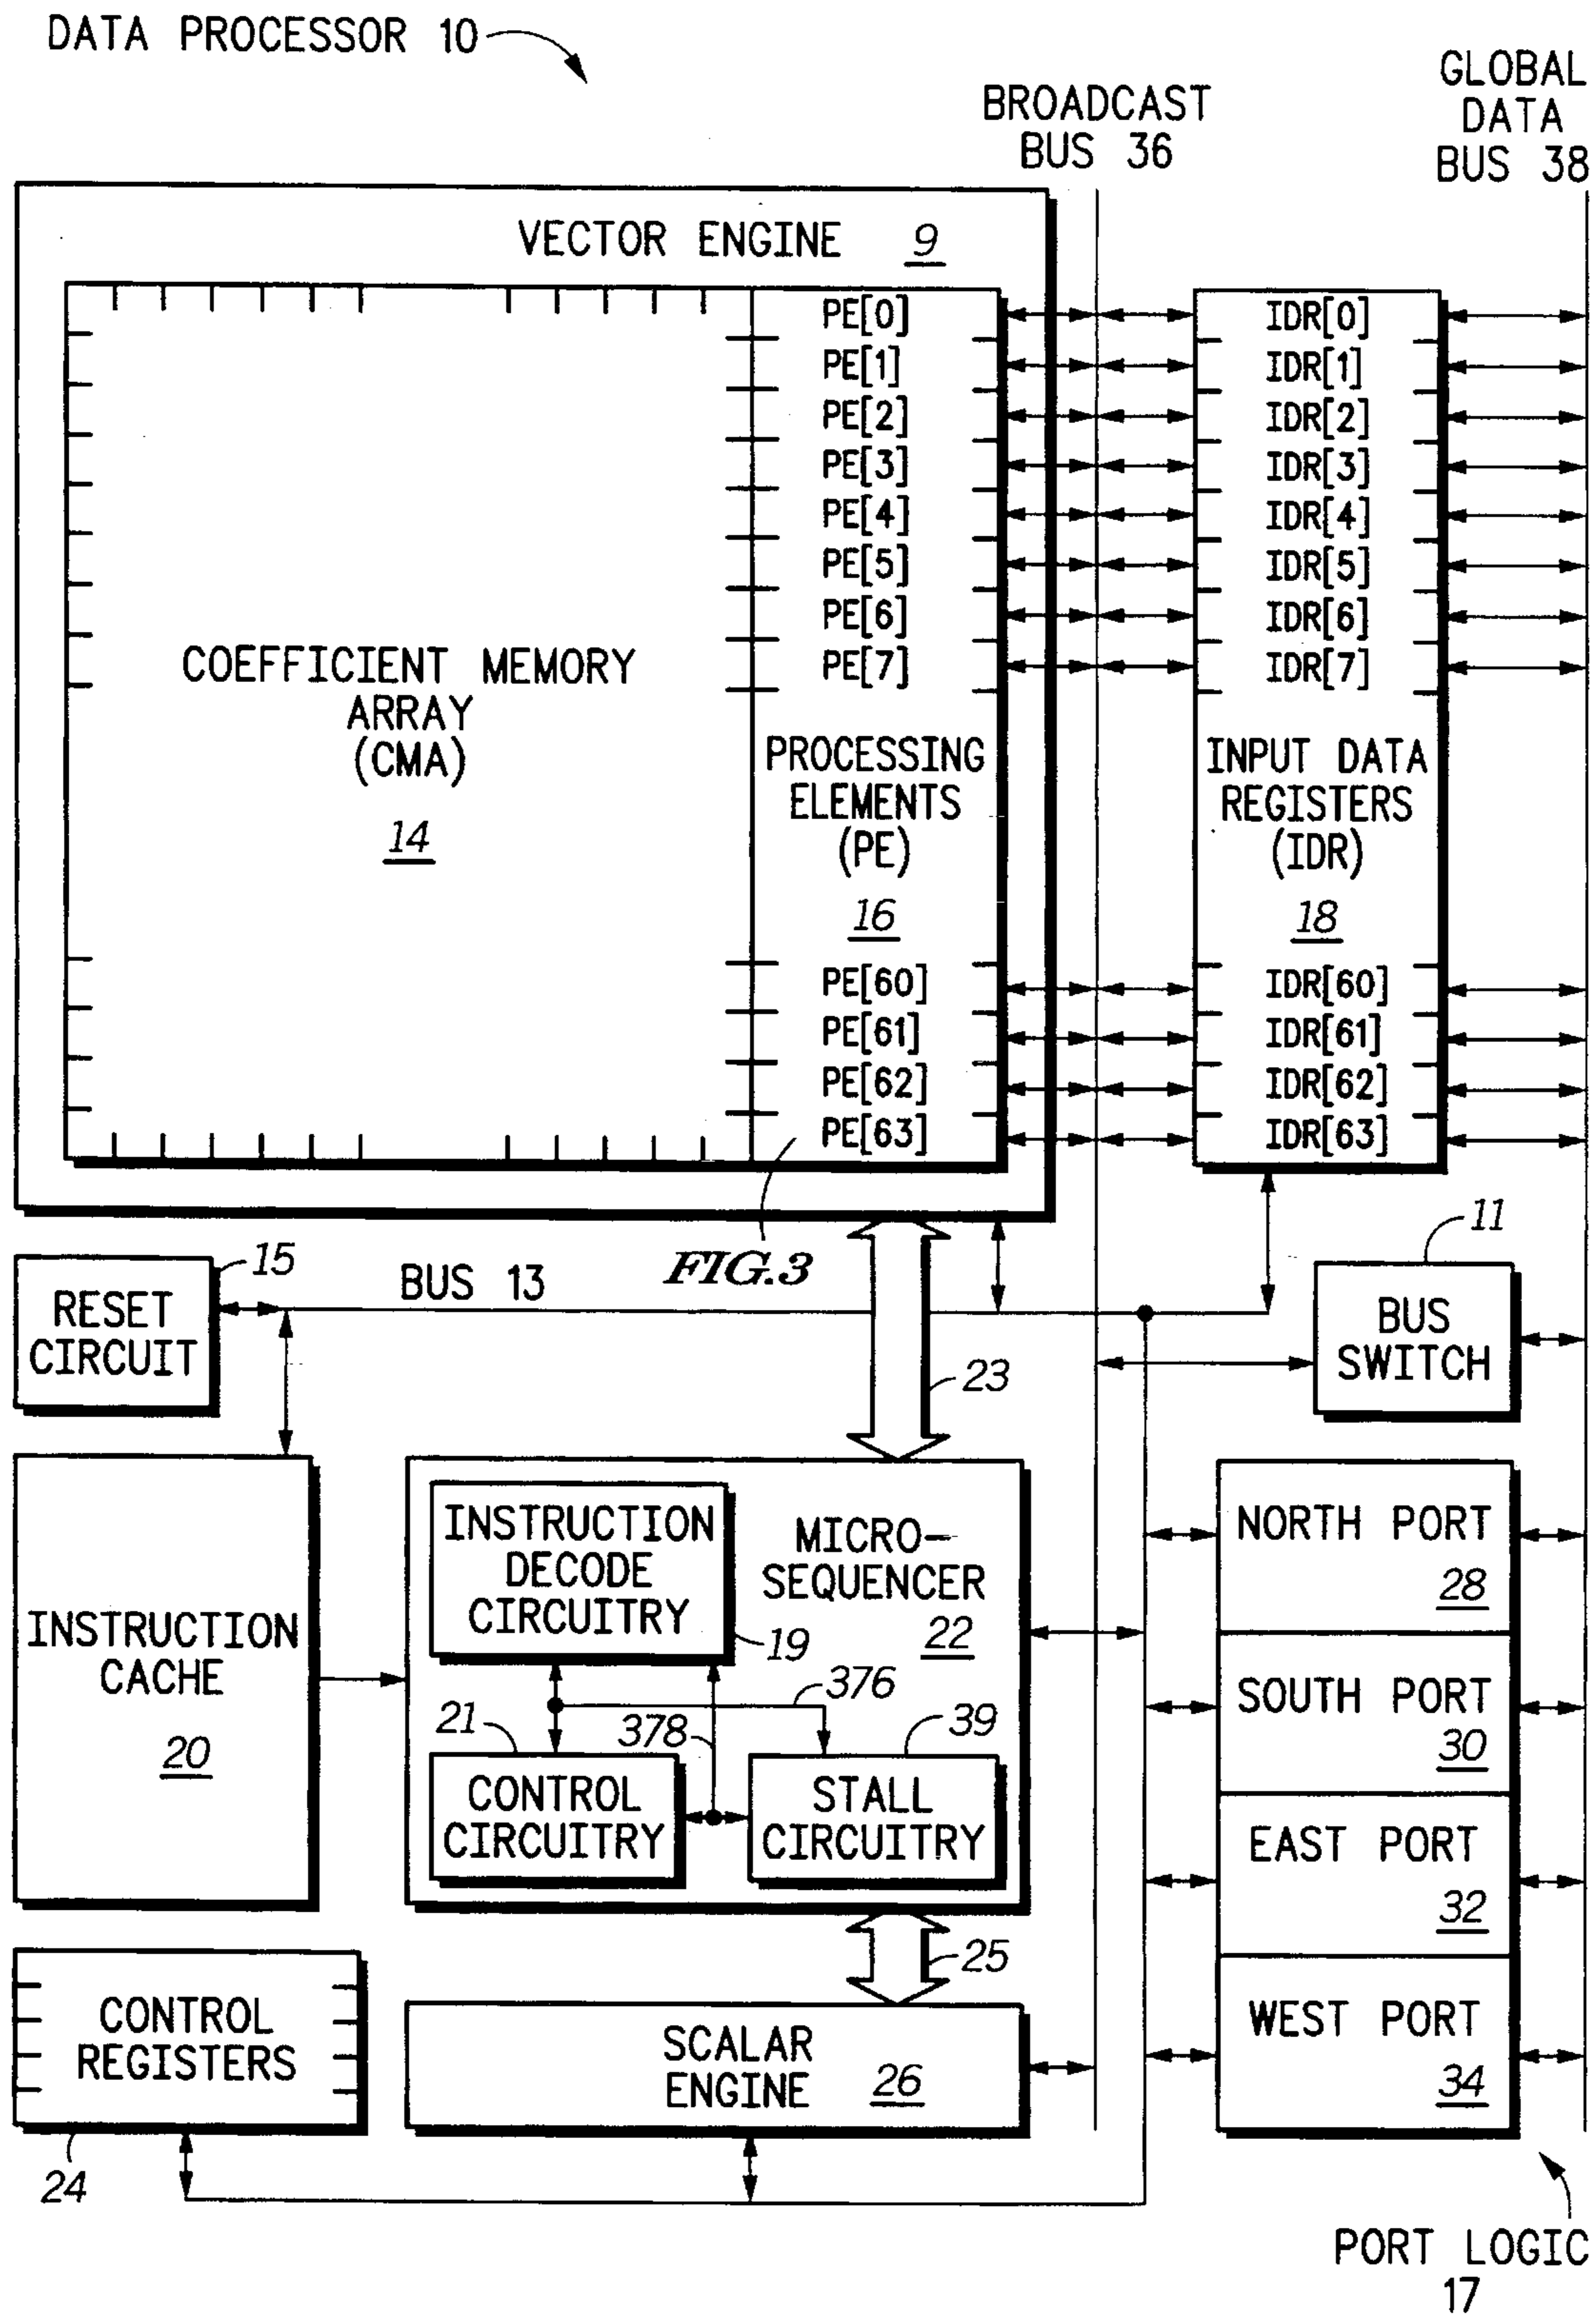 DATA PROCESSOR 10
BROADCAST
BUS 36
GLOBAL
DATA
BUS 38
VECTOR ENGINE 9
COEFFICIENT MEMORY
ARRAY
(CMA)
14
PE[0]
PE[1]
PE[2]
PE[3]
PE[4]
PE[5]
PE[6]
PE[7]
PROCESSING
ELEMENTS
(PE)
16
PE[60]
PE[61]
PE[62]
PE[63]
IDR[0]
IDR[1]
IDR[2]
IDR[3]
IDR[4]
IDR[5]
IDR[6]
IDR[7]
INPUT DATA
REGISTERS
(IDR)
18
IDR[60]
IDR[61]
IDR[62]
IDR[63]
FIG.3
15
RESET
CIRCUIT
BUS 13
23
11
BUS
SWITCH
INSTRUCTION
CACHE
20
INSTRUCTION
DECODE
CIRCUITRY
19
MICRO-
SEQUENCER
22
376
378
21
CONTROL
CIRCUITRY
39
STALL
CIRCUITRY
25
NORTH PORT
28
SOUTH PORT
30
EAST PORT
32
WEST PORT
34
CONTROL
REGISTERS
24
SCALAR
ENGINE 26
PORT LOGIC
17